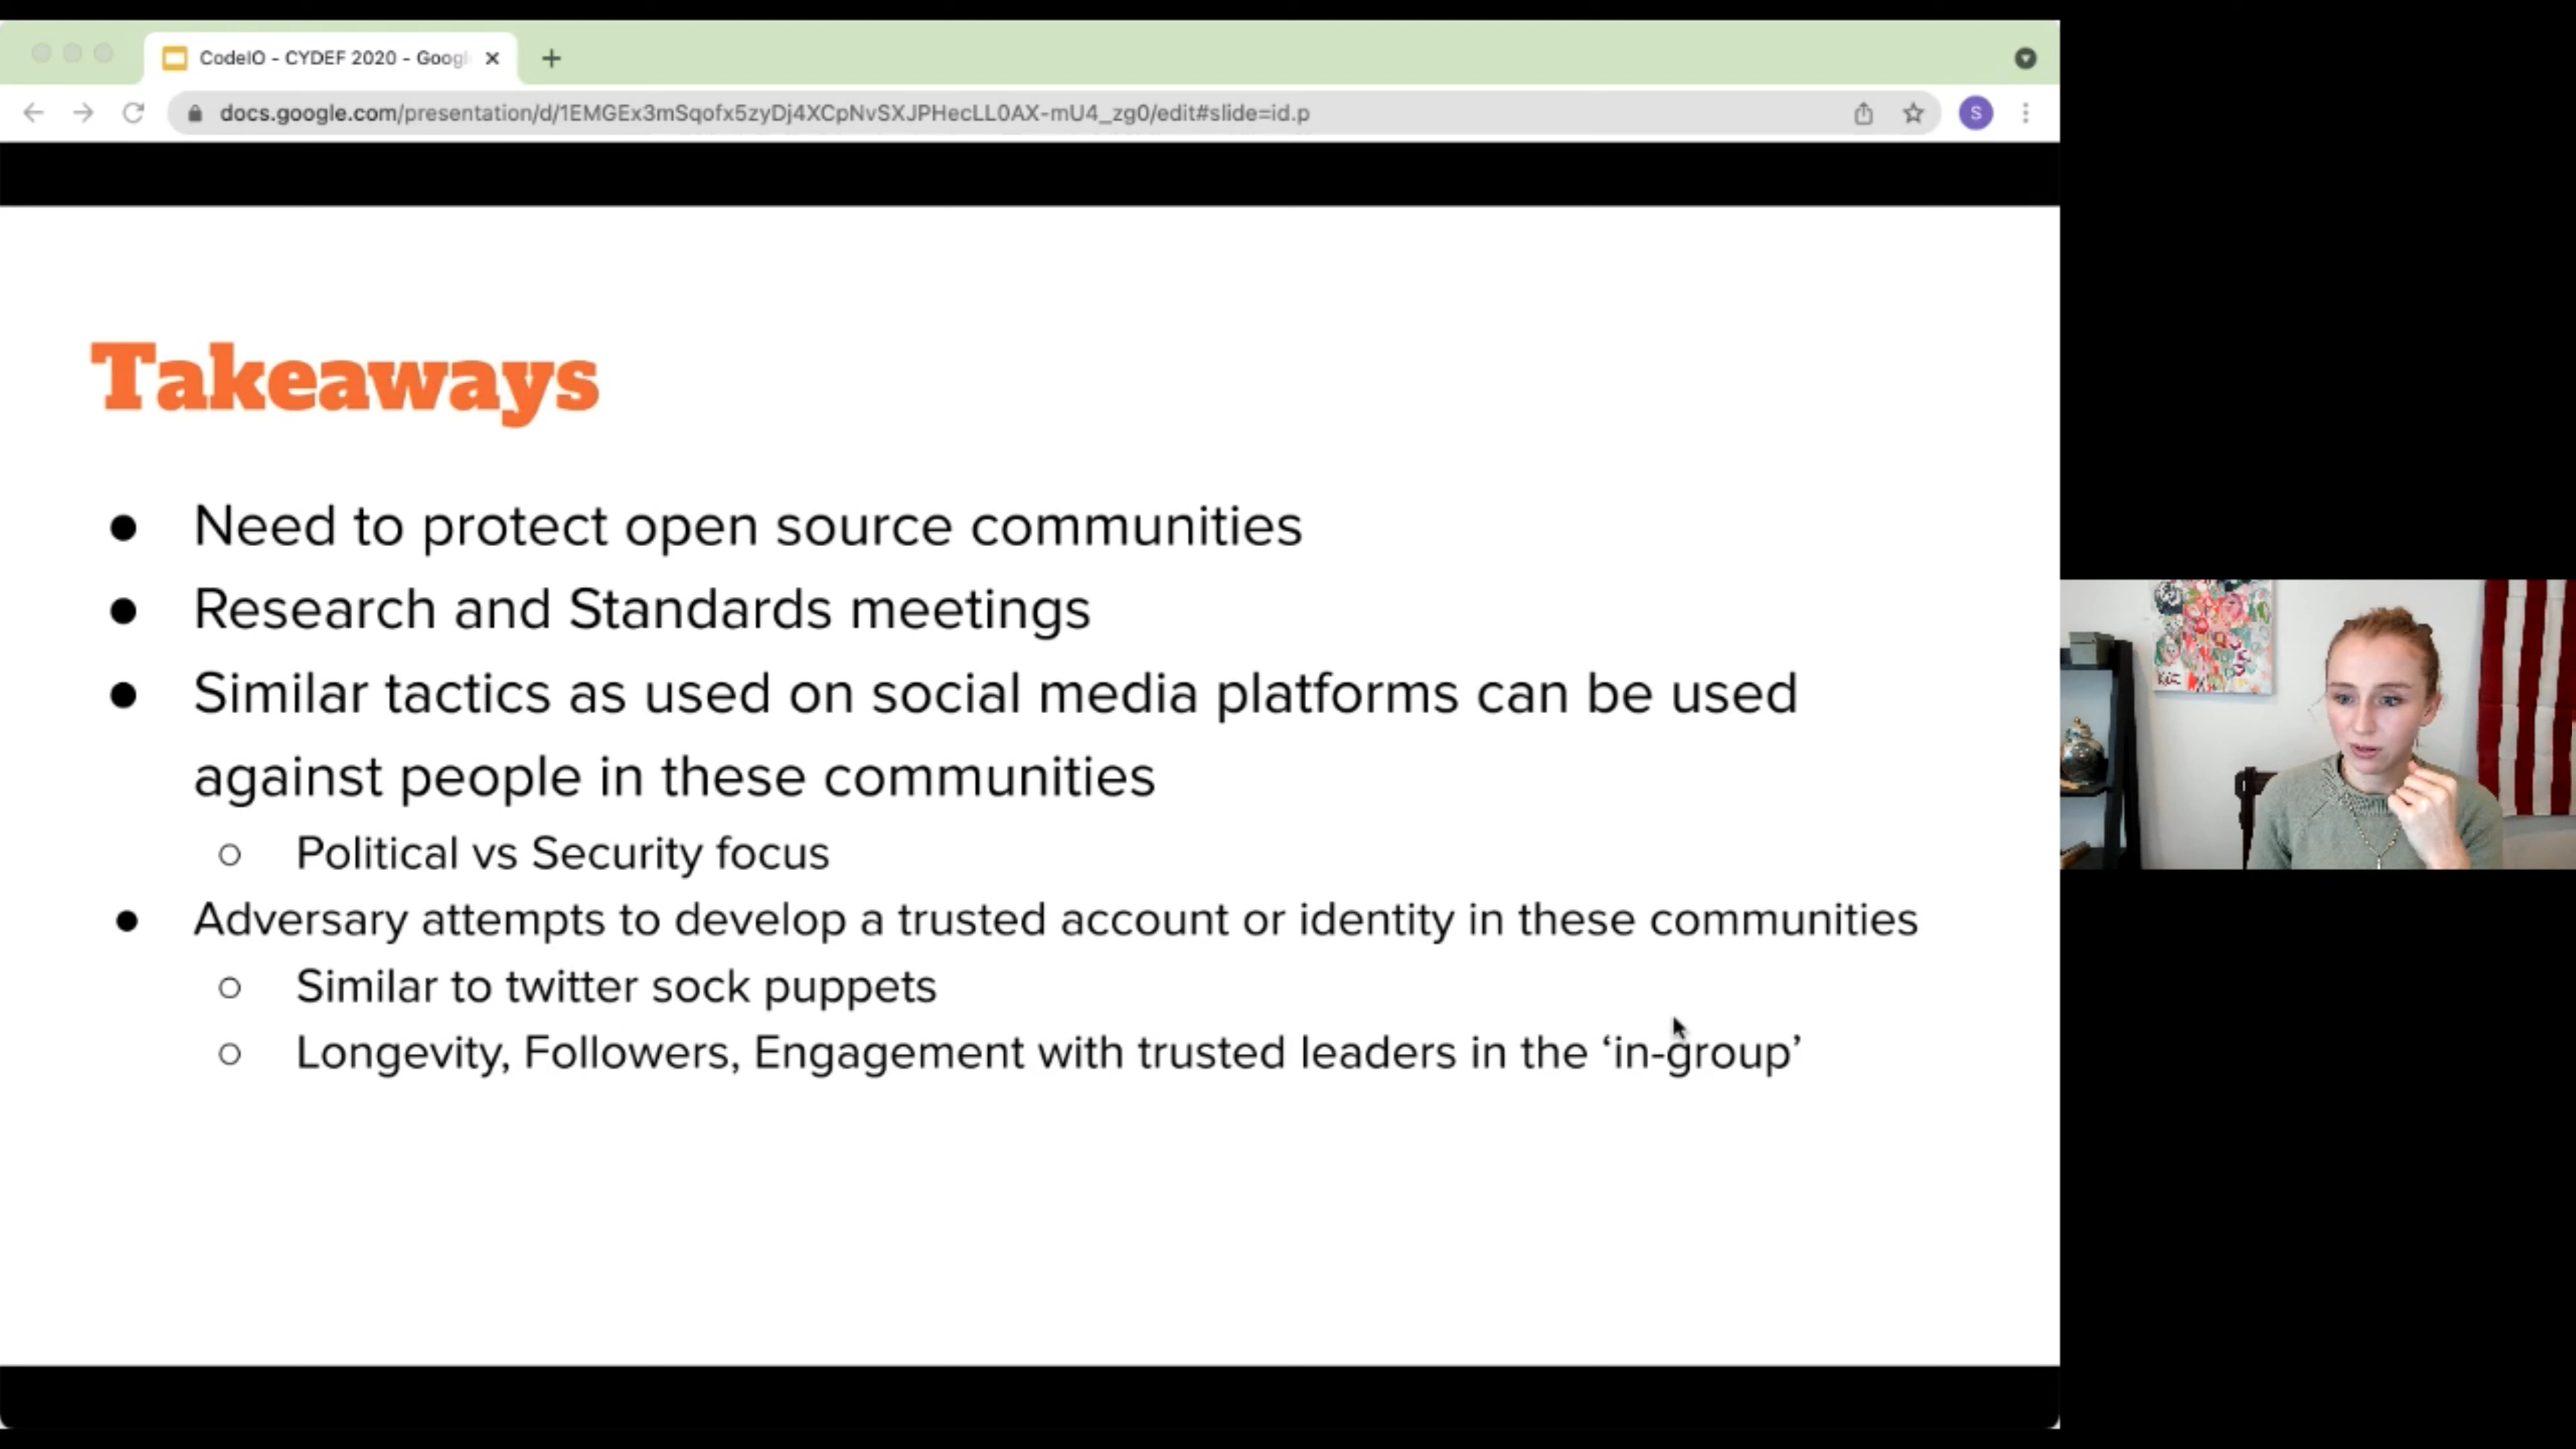 CodeIO - CYDEF 2020 - Googl
docs.google.com/presentation/d/1EMGEx3mSqofx5zyDj4XCpNvSXJPHecLL0AX-mU4_zg0/edit#slide=id.p
S
Takeaways
● Need to protect open source communities
● Research and Standards meetings
● Similar tactics as used on social media platforms can be used
against people in these communities
○ Political vs Security focus
● Adversary attempts to develop a trusted account or identity in these communities
○ Similar to twitter sock puppets
○ Longevity, Followers, Engagement with trusted leaders in the ‘in-group’